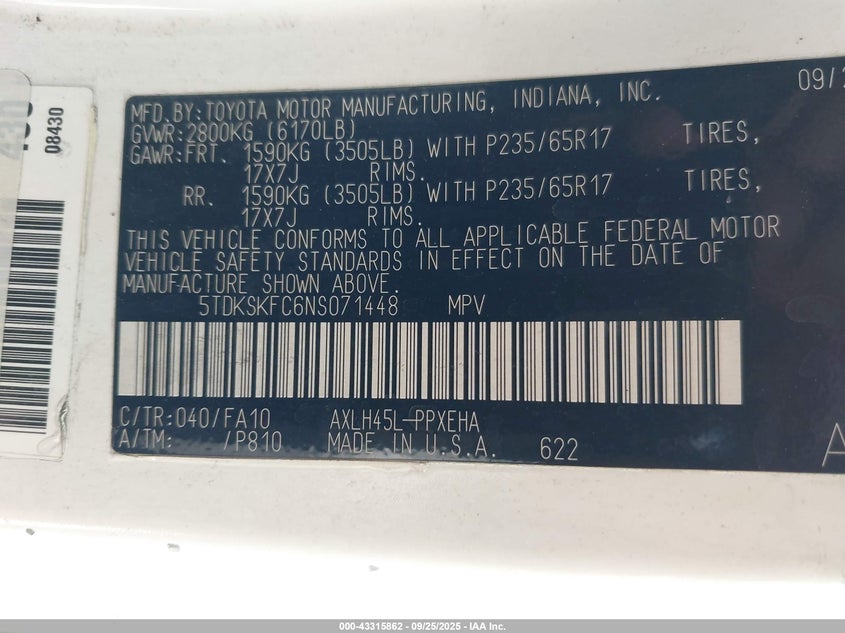 09/
MFD.BY:TOYOTA MOTOR MANUFACTURING, INDIANA, INC.
GVWR:2800KG (6170LB)
GAWR:FRT. 1590KG (3505LB) WITH P235/65R17 TIRES,
17X7J RIMS.
RR. 1590KG (3505LB) WITH P235/65R17 TIRES,
17X7J RIMS.
THIS VEHICLE CONFORMS TO ALL APPLICABLE FEDERAL MOTOR
VEHICLE SAFETY STANDARDS IN EFFECT ON THE DATE OF
MANUFACTURE SHOWN ABOVE.
5TDKSKFC6NS071448 MPV
C/TR:040/FA10 AXLH45L-PPXEHA
A/TM: /P810 MADE IN U.S.A. 622
A
08430
000-43315862 - 09/25/2025 - IAA Inc.